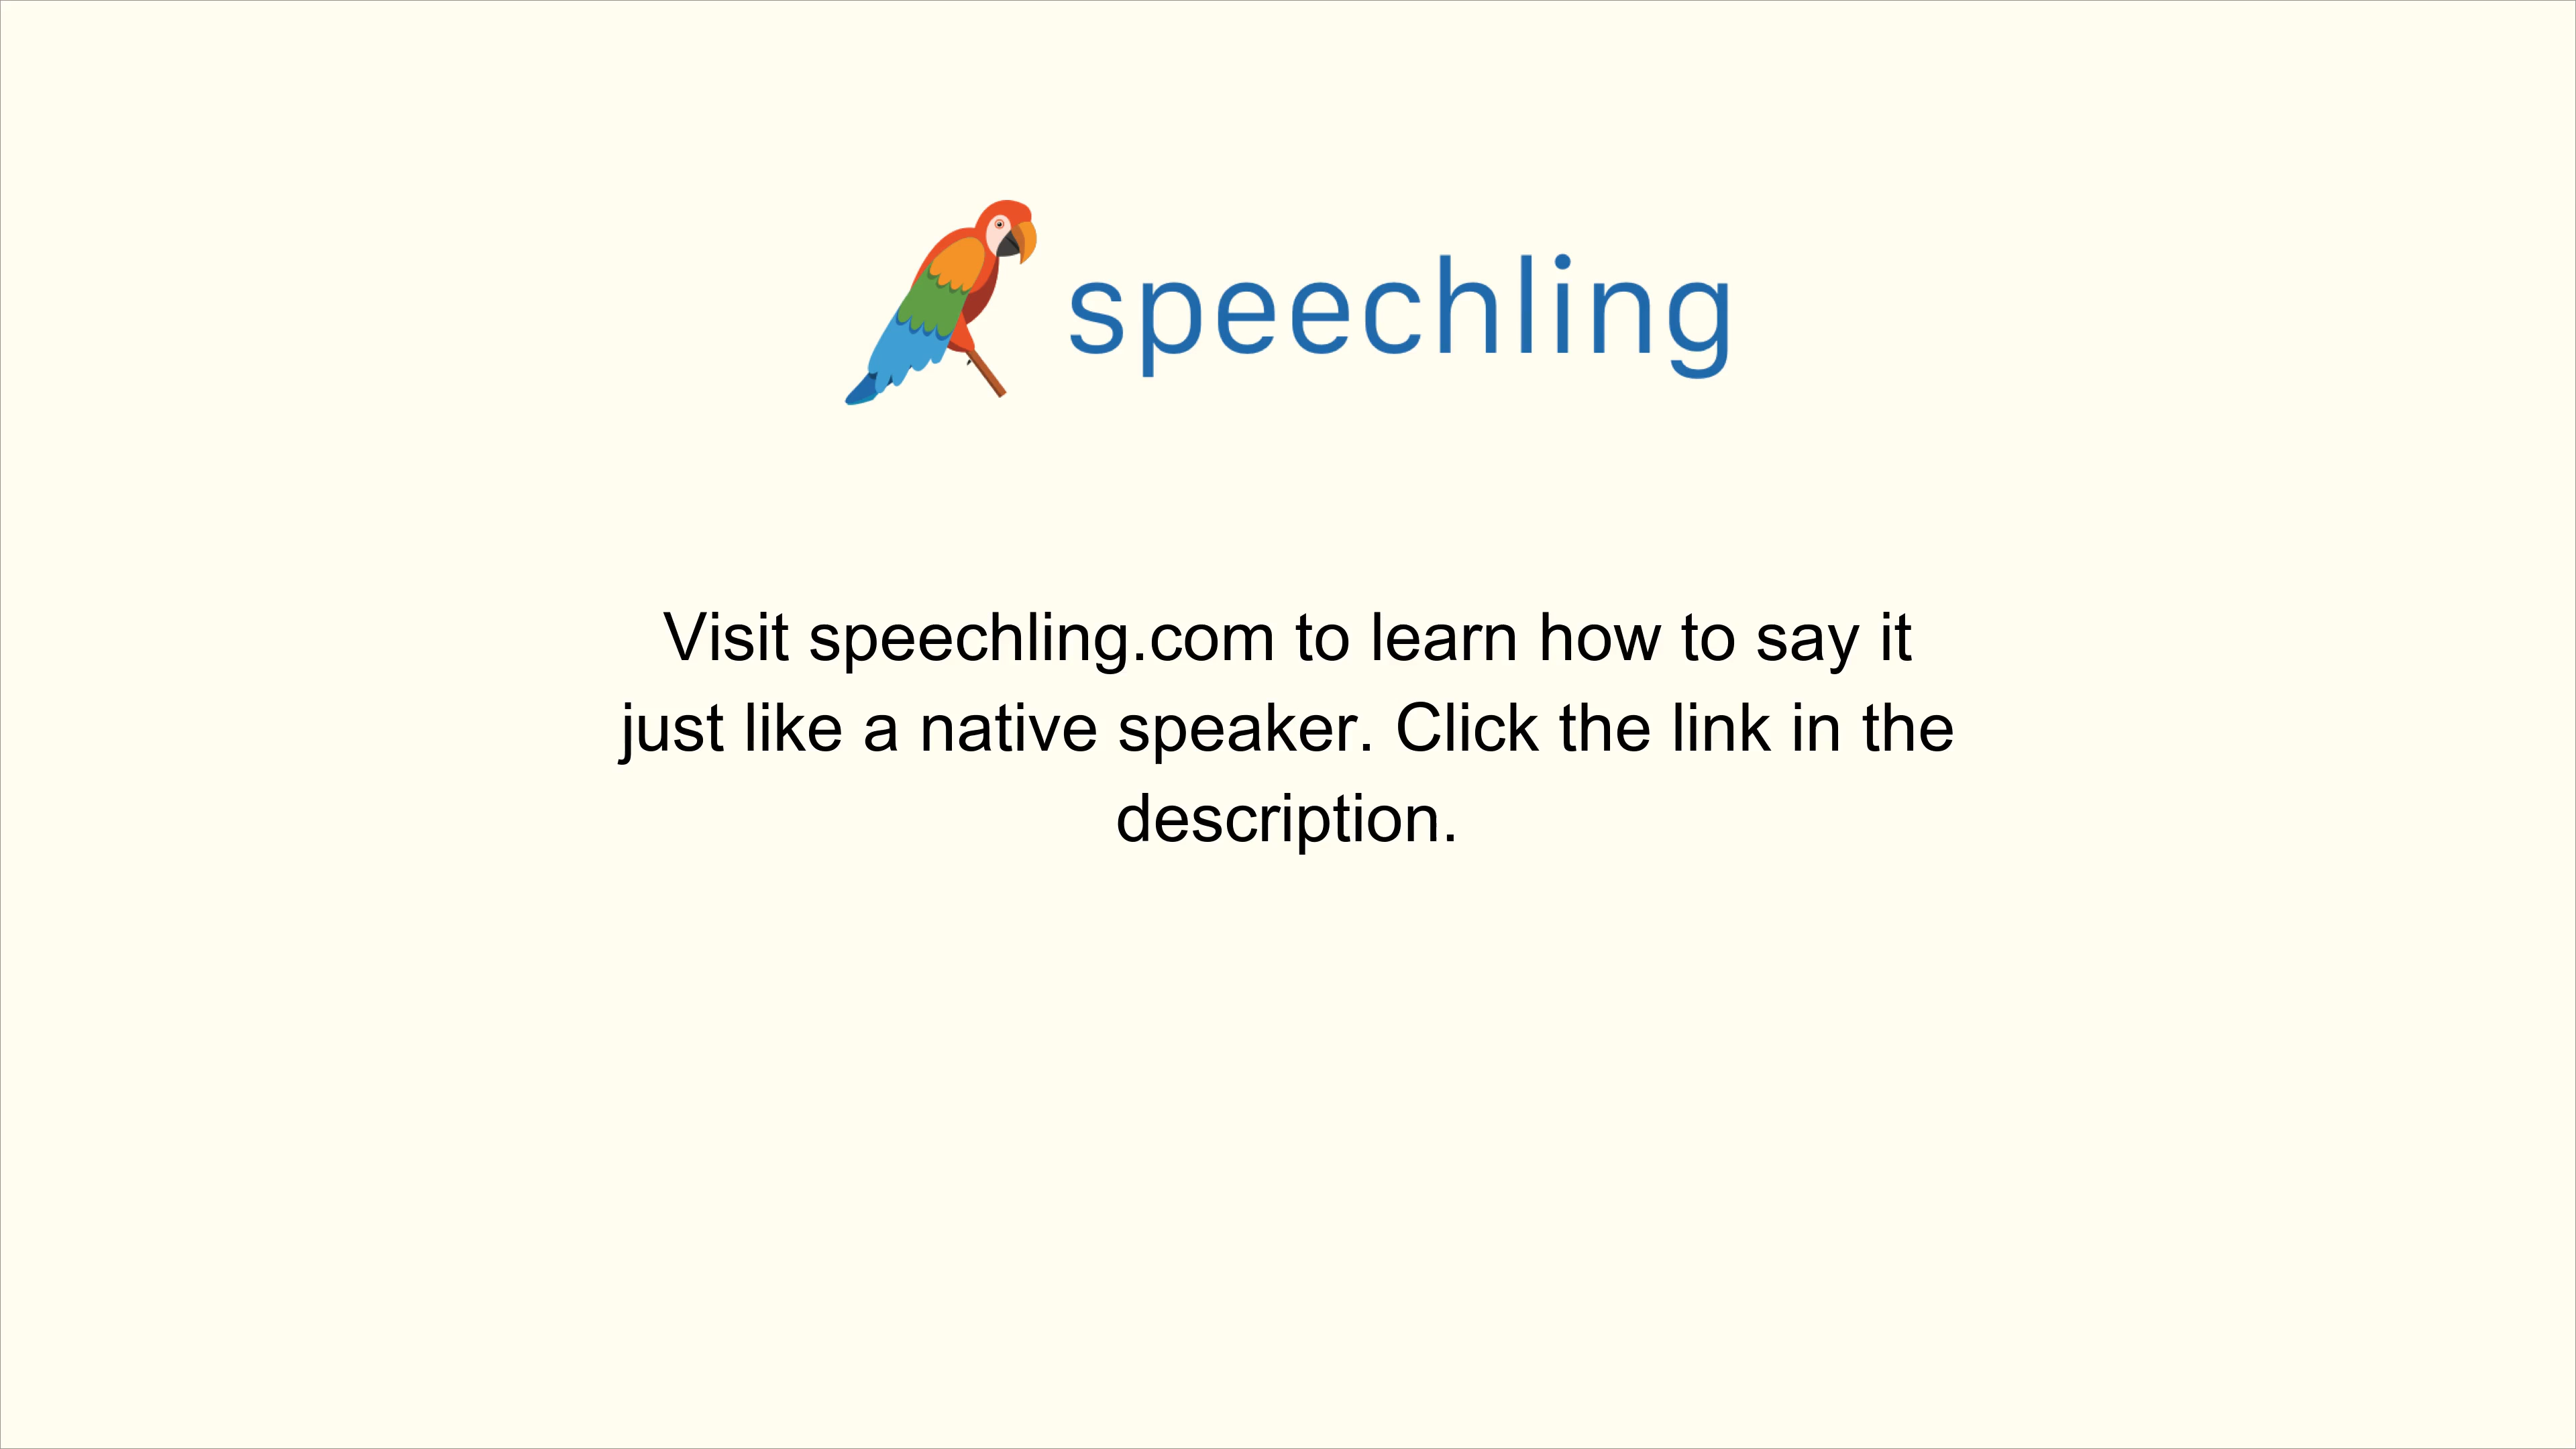 speechling
Visit speechling.com to learn how to say it
just like a native speaker. Click the link in the
description.